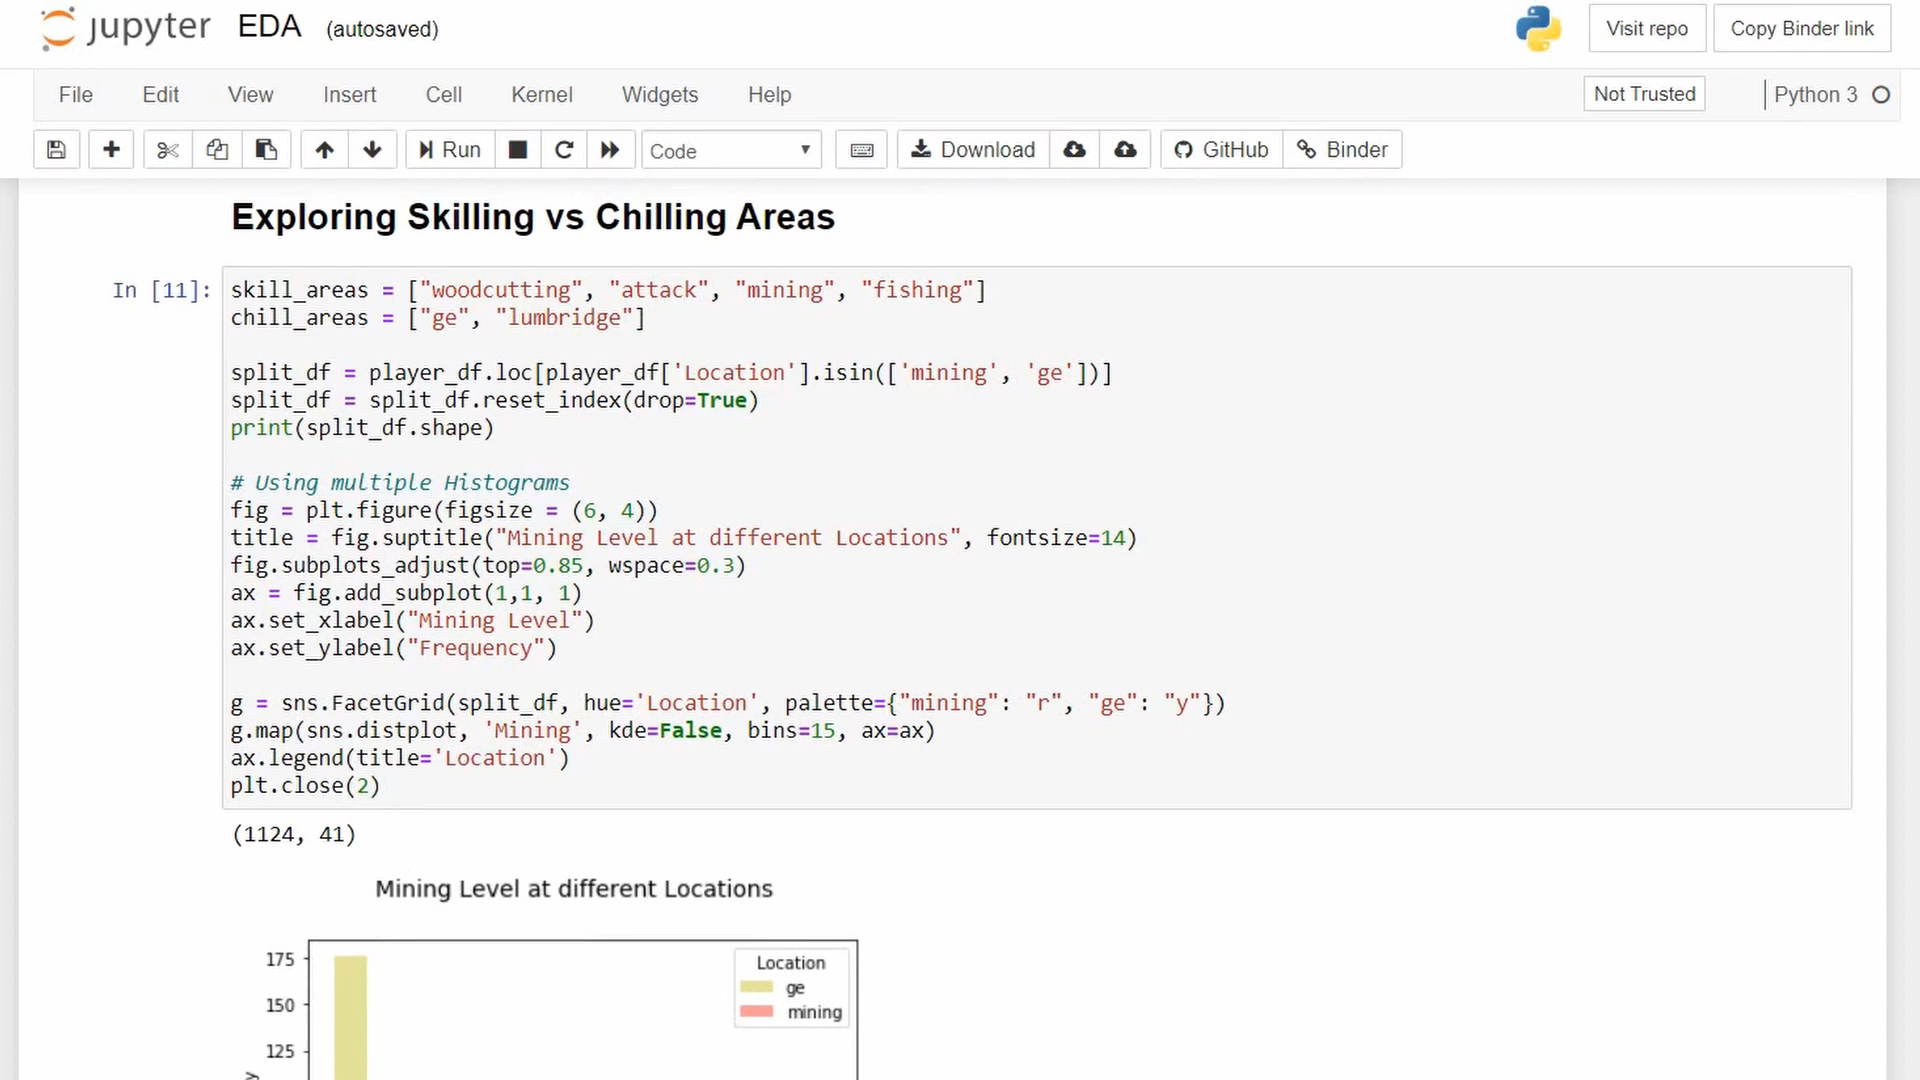 jupyter EDA (autosaved) Visit repo Copy Binder link
File Edit View Insert Cell Kernel Widgets Help Not Trusted Python 3
Run Code Download GitHub Binder
Exploring Skilling vs Chilling Areas
In [11]:
skill_areas = ["woodcutting", "attack", "mining", "fishing"]
chill_areas = ["ge", "lumbridge"]
split_df = player_df.loc[player_df['Location'].isin(['mining', 'ge'])]
split_df = split_df.reset_index(drop=True)
print(split_df.shape)
# Using multiple Histograms
fig = plt.figure(figsize = (6, 4))
title = fig.suptitle("Mining Level at different Locations", fontsize=14)
fig.subplots_adjust(top=0.85, wspace=0.3)
ax = fig.add_subplot(1,1, 1)
ax.set_xlabel("Mining Level")
ax.set_ylabel("Frequency")
g = sns.FacetGrid(split_df, hue='Location', palette={"mining": "r", "ge": "y"})
g.map(sns.distplot, 'Mining', kde=False, bins=15, ax=ax)
ax.legend(title='Location')
plt.close(2)
(1124, 41)
Mining Level at different Locations
175
150
125
Location
ge
mining